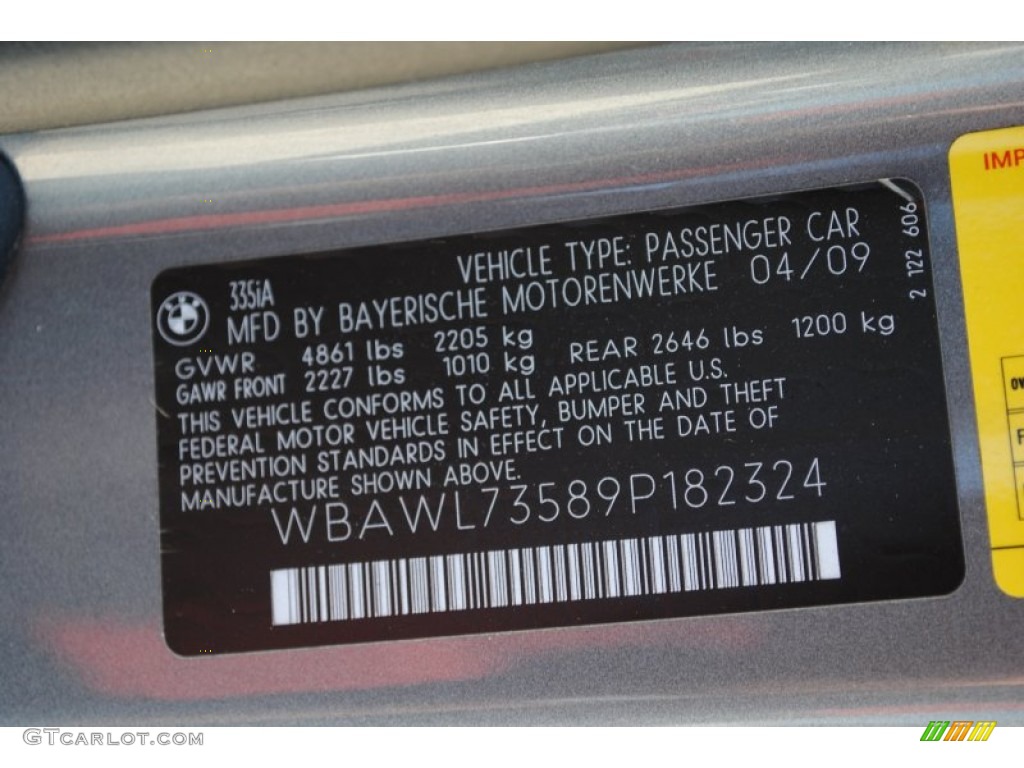 VEHICLE TYPE: PASSENGER CAR
335iA
MFD BY BAYERISCHE MOTORENWERKE 04/09
GVWR 4861 lbs 2205 kg
GAWR FRONT 2227 lbs 1010 kg REAR 2646 lbs 1200 kg
THIS VEHICLE CONFORMS TO ALL APPLICABLE U.S.
FEDERAL MOTOR VEHICLE SAFETY, BUMPER AND THEFT
PREVENTION STANDARDS IN EFFECT ON THE DATE OF
MANUFACTURE SHOWN ABOVE.
WBAWL73589P182324
2 122 606
IMP
GTCARLOT.COM